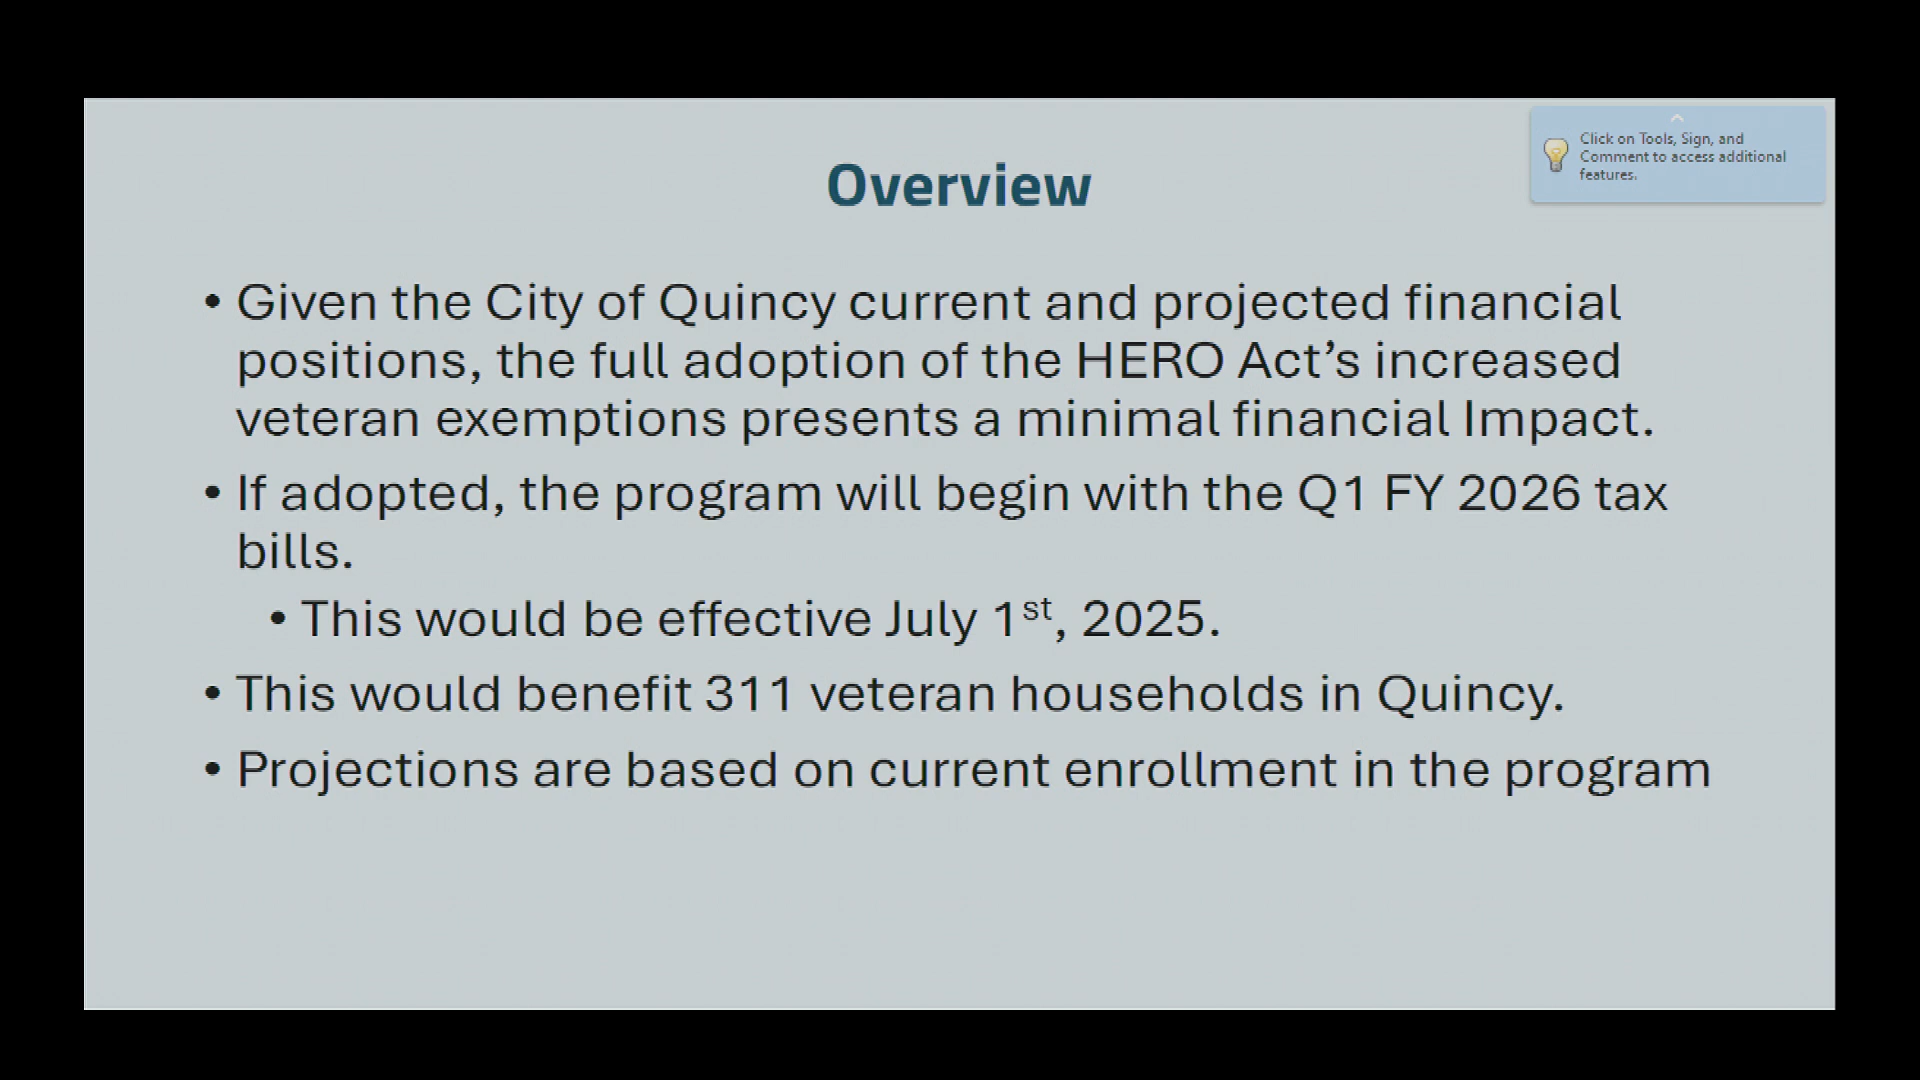 Overview
Click on Tools, Sign, and
Comment to access additional
features.
• Given the City of Quincy current and projected financial
positions, the full adoption of the HERO Act’s increased
veteran exemptions presents a minimal financial Impact.
• If adopted, the program will begin with the Q1 FY 2026 tax
bills.
• This would be effective July 1st, 2025.
• This would benefit 311 veteran households in Quincy.
• Projections are based on current enrollment in the program